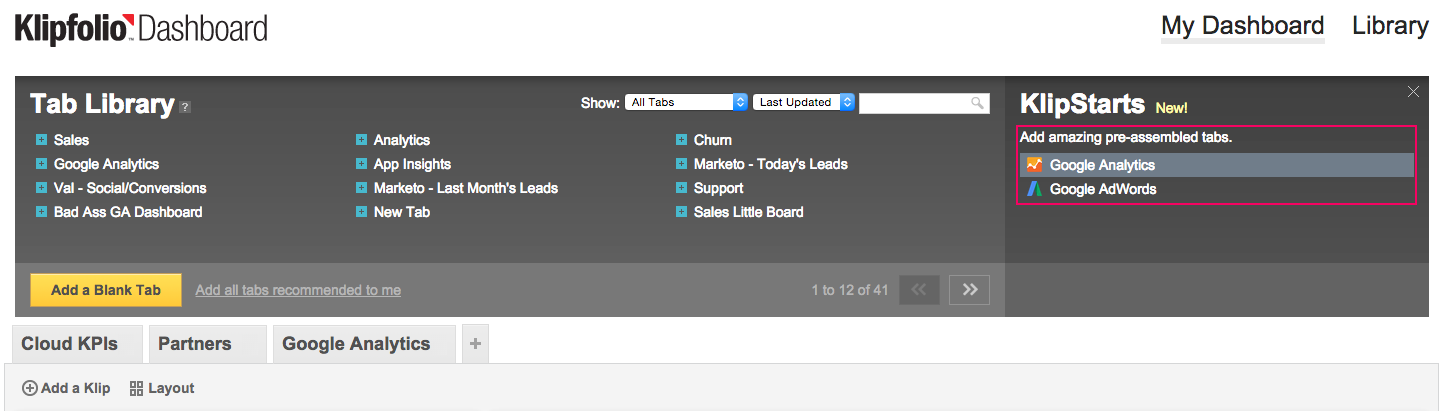 Klipfolio™ Dashboard
My Dashboard Library
Tab Library ?
Show: All Tabs Last Updated
Sales Analytics Churn
Google Analytics App Insights Marketo - Today's Leads
Val - Social/Conversions Marketo - Last Month's Leads Support
Bad Ass GA Dashboard New Tab Sales Little Board
Add a Blank Tab Add all tabs recommended to me 1 to 12 of 41
KlipStarts New!
Add amazing pre-assembled tabs.
Google Analytics
Google AdWords
Cloud KPIs Partners Google Analytics +
Add a Klip Layout